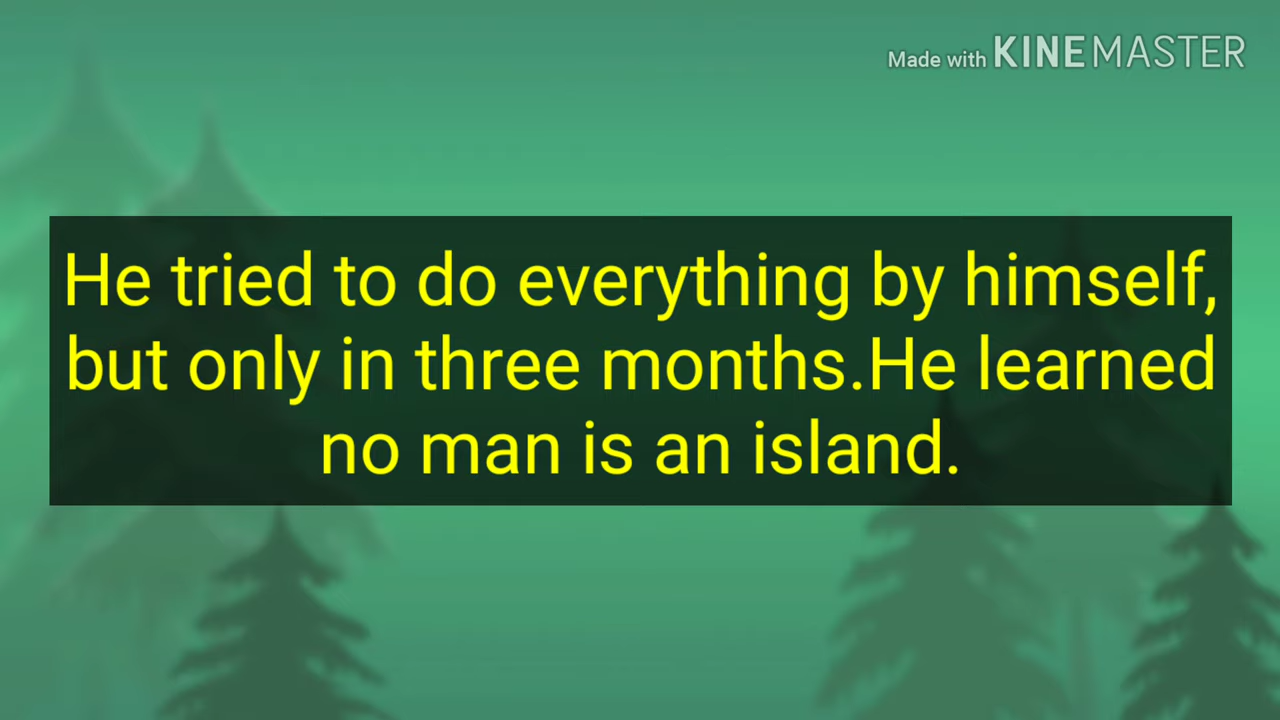 Made with KINEMASTER
He tried to do everything by himself,
but only in three months.He learned
no man is an island.